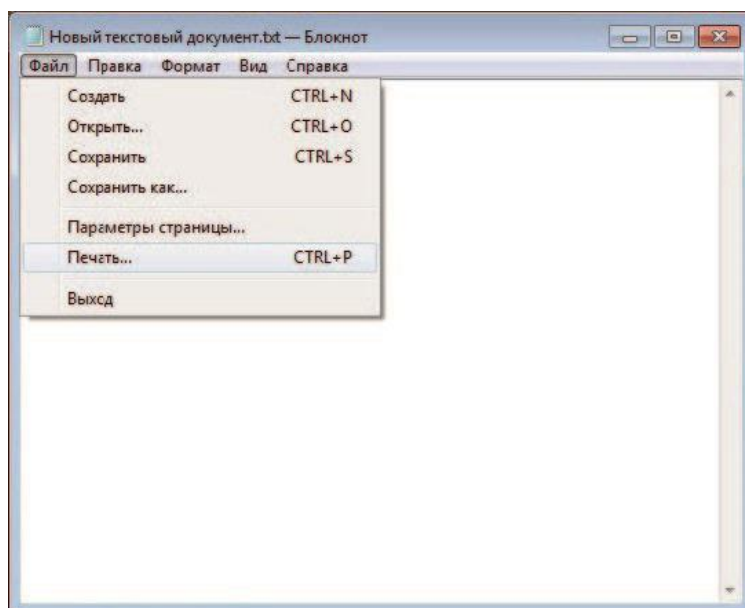 Новый текстовый документ.txt — Блокнот
Файл Правка Формат Вид Справка
Создать CTRL+N
Открыть... CTRL+O
Сохранить CTRL+S
Сохранить как...
Параметры страницы...
Печать... CTRL+P
Выход